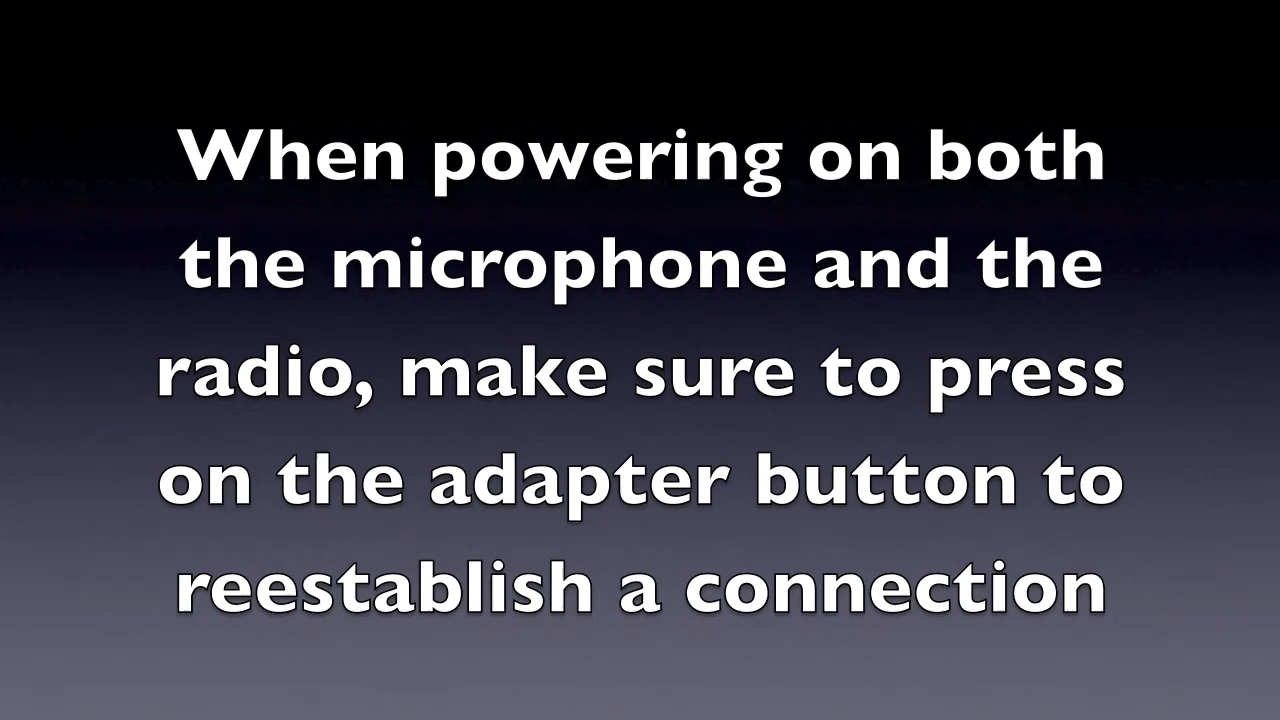 When powering on both
the microphone and the
radio, make sure to press
on the adapter button to
reestablish a connection